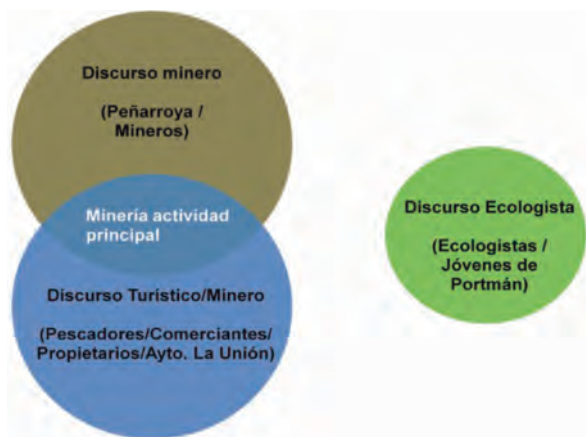 Discurso minero
(Peñarroya /
Mineros)
Minería actividad
principal
Discurso Turístico/Minero
(Pescadores/Comerciantes/
Propietarios/Ayto. La Unión)
Discurso Ecologista
(Ecologistas /
Jóvenes de
Portmán)